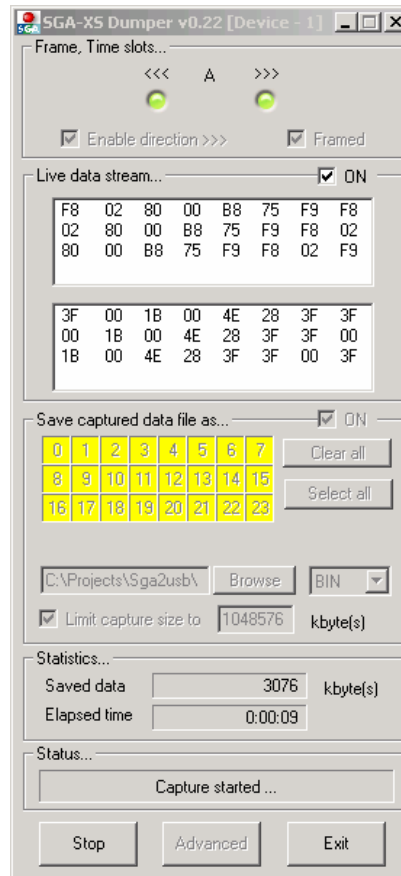 SGA-XS Dumper v0.22 [Device - 1]
SGA
Frame, Time slots...
<<< A >>>
Enable direction >>> Framed
Live data stream... ON
F8 02 80 00 B8 75 F9 F8
02 80 00 B8 75 F9 F8 02
80 00 B8 75 F9 F8 02 F9
3F 00 1B 00 4E 28 3F 3F
00 1B 00 4E 28 3F 3F 00
1B 00 4E 28 3F 3F 00 3F
Save captured data file as... ON
0 1 2 3 4 5 6 7 Clear all
8 9 10 11 12 13 14 15
16 17 18 19 20 21 22 23 Select all
C:\Projects\Sga2usb\ Browse BIN
Limit capture size to 1048576 kbyte(s)
Statistics...
Saved data 3076 kbyte(s)
Elapsed time 0:00:09
Status...
Capture started ...
Stop Advanced Exit